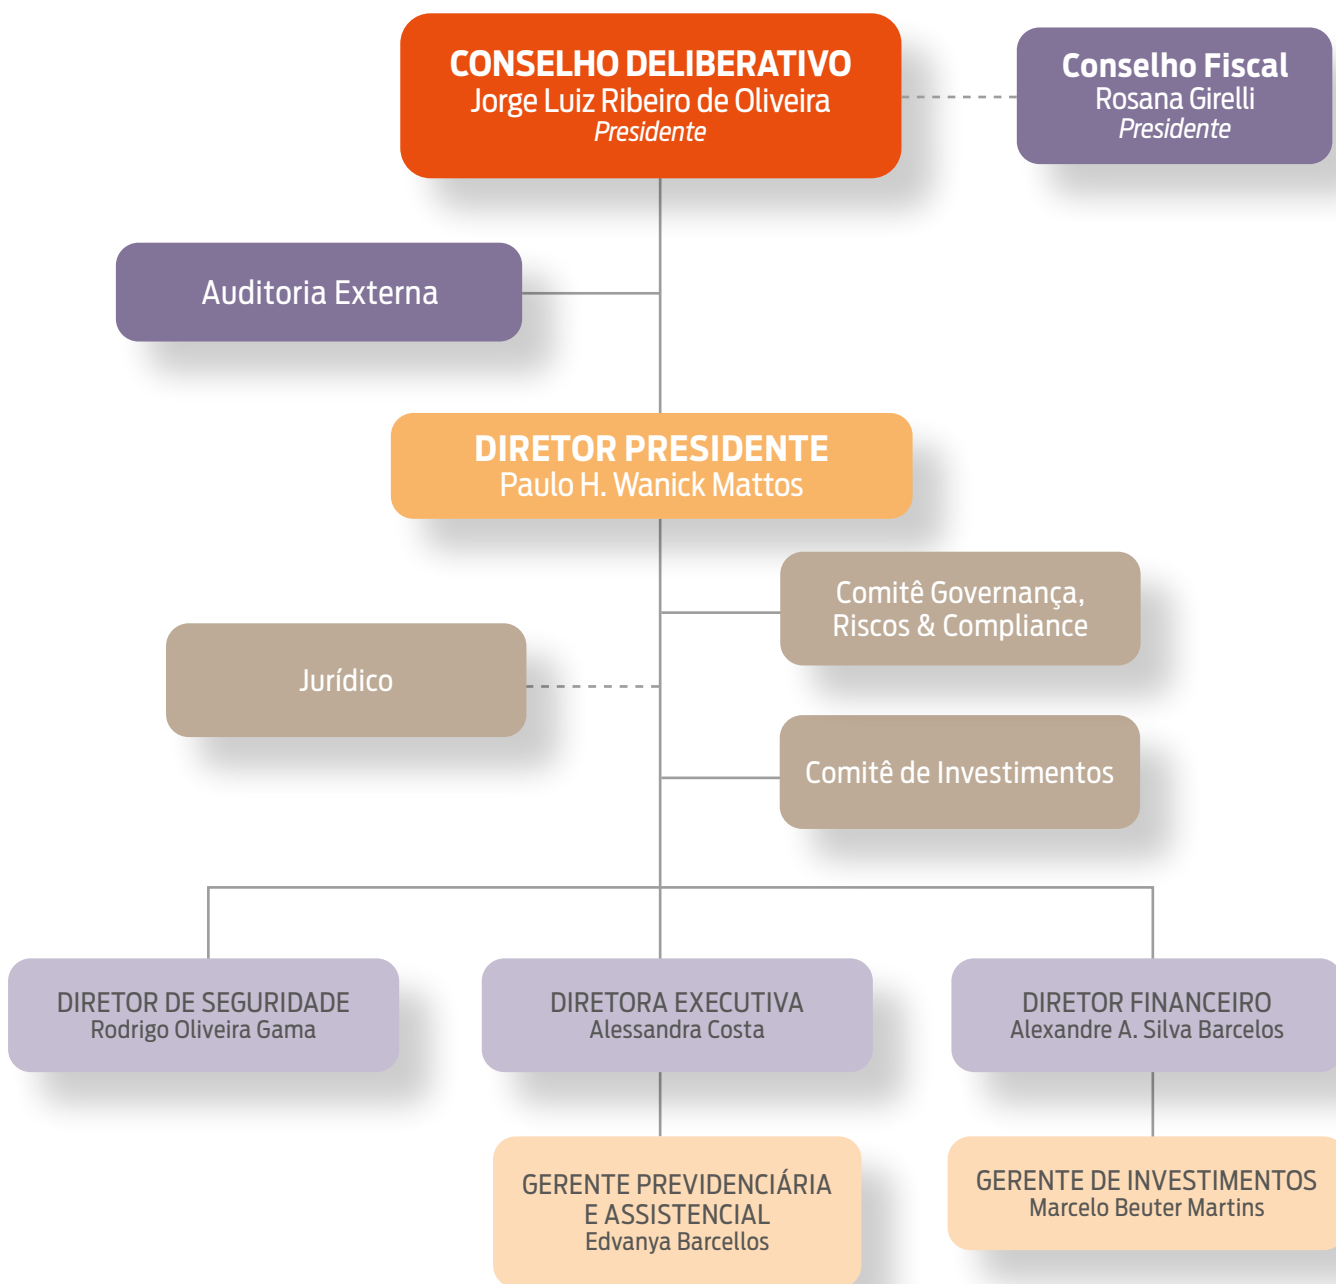 CONSELHO DELIBERATIVO
Jorge Luiz Ribeiro de Oliveira
Presidente
Conselho Fiscal
Rosana Girelli
Presidente
Auditoria Externa
DIRETOR PRESIDENTE
Paulo H. Wanick Mattos
Comitê Governança,
Riscos & Compliance
Jurídico
Comitê de Investimentos
DIRETOR DE SEGURIDADE
Rodrigo Oliveira Gama
DIRETORA EXECUTIVA
Alessandra Costa
DIRETOR FINANCEIRO
Alexandre A. Silva Barcelos
GERENTE PREVIDENCIÁRIA
E ASSISTENCIAL
Edvanya Barcellos
GERENTE DE INVESTIMENTOS
Marcelo Beuter Martins